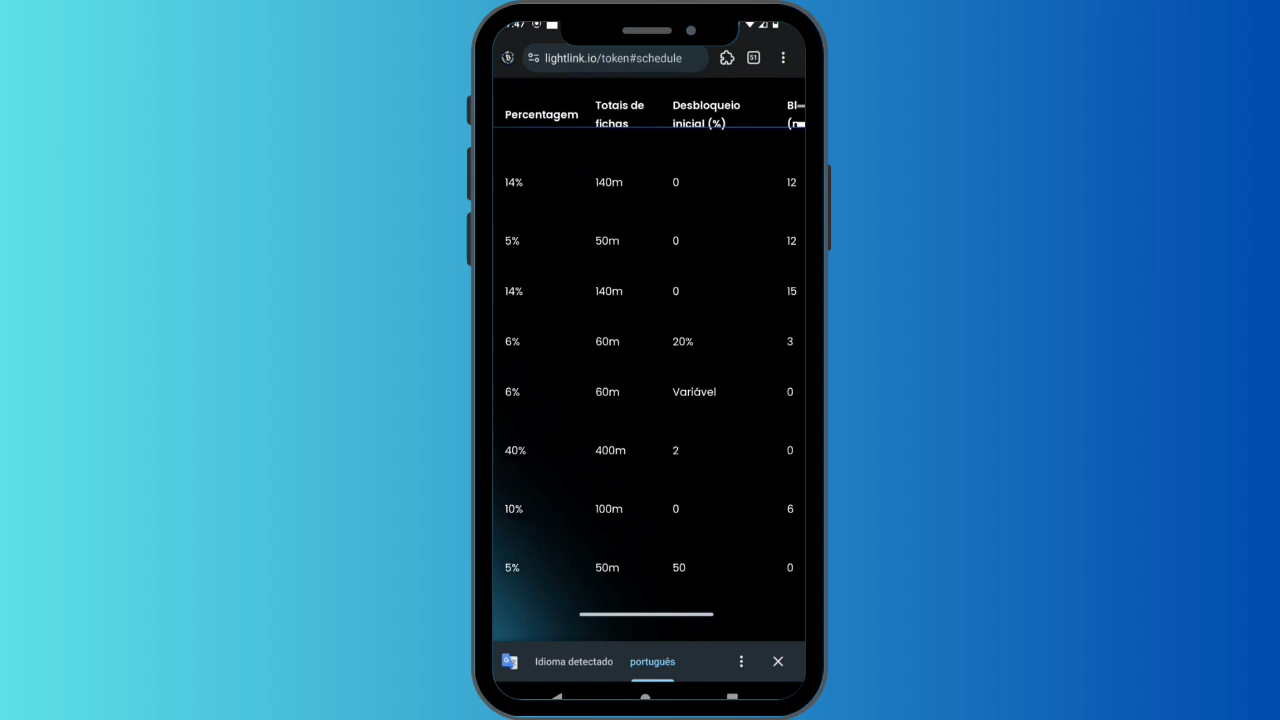 7:47
lightlink.io/token#schedule
51
Percentagem Totais de fichas Desbloqueio inicial (%)
14% 140m 0 12
5% 50m 0 12
14% 140m 0 15
6% 60m 20% 3
6% 60m Variável 0
40% 400m 2 0
10% 100m 0 6
5% 50m 50 0
Idioma detectado português